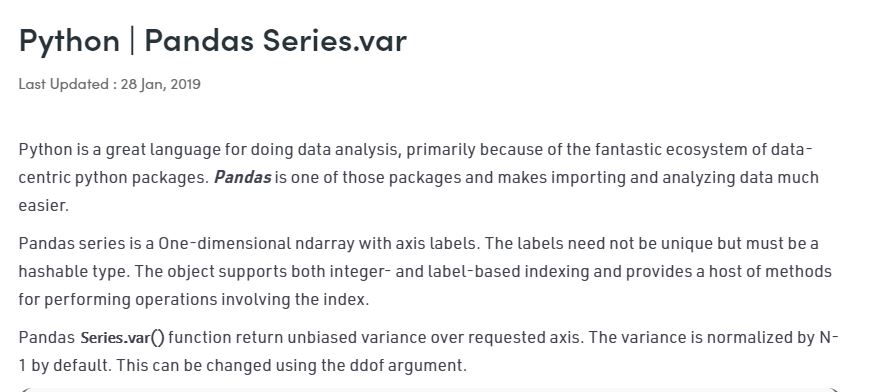 Python | Pandas Series.var
Last Updated : 28 Jan, 2019
Python is a great language for doing data analysis, primarily because of the fantastic ecosystem of data-
centric python packages. Pandas is one of those packages and makes importing and analyzing data much
easier.
Pandas series is a One-dimensional ndarray with axis labels. The labels need not be unique but must be a
hashable type. The object supports both integer- and label-based indexing and provides a host of methods
for performing operations involving the index.
Pandas Series.var() function return unbiased variance over requested axis. The variance is normalized by N-
1 by default. This can be changed using the ddof argument.